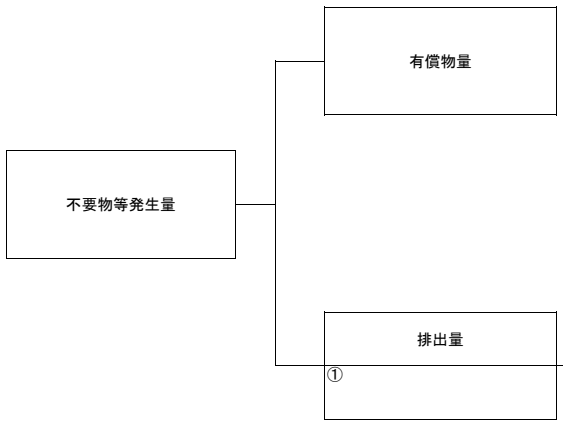 有償物量
不要物等発生量
排出量
①